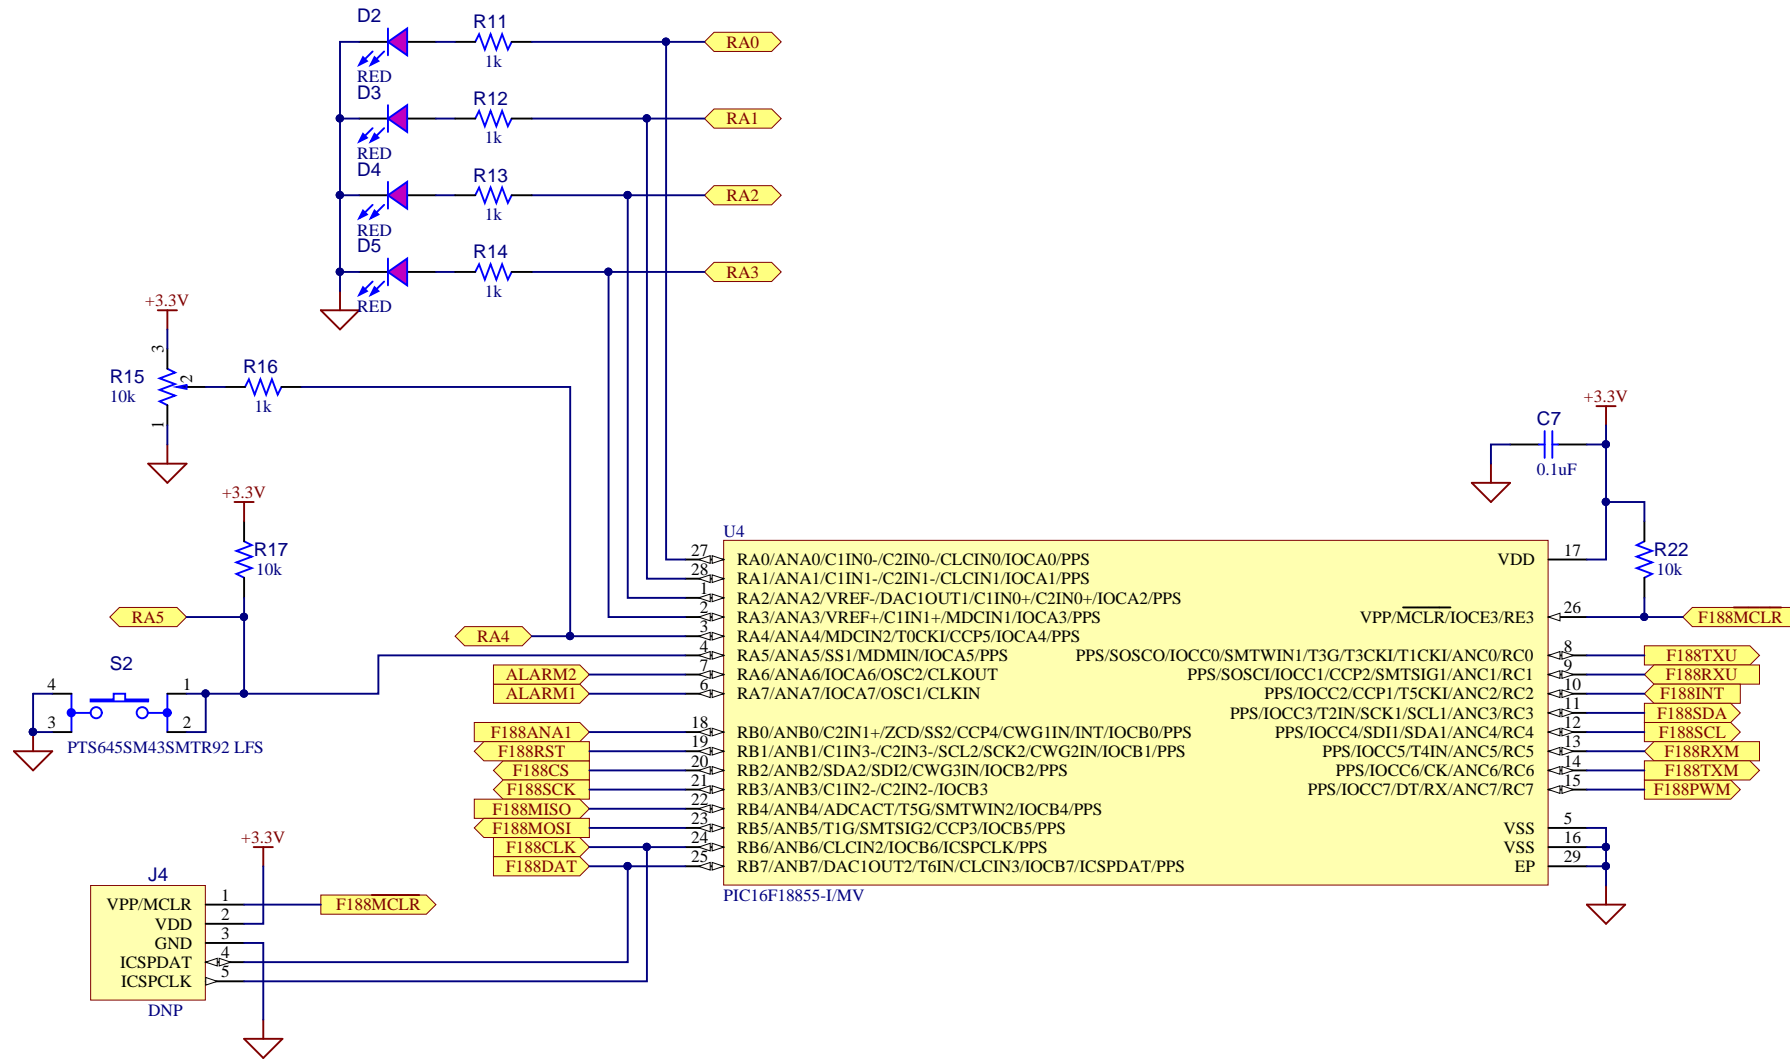 D2
R11
RA0
1k
RED
D3
R12
RA1
1k
RED
D4
R13
RA2
1k
RED
D5
R14
RA3
1k
RED
+3.3V
3
R15
10k
2
1
R16
1k
+3.3V
R17
10k
RA5
RA4
S2
4
3
1
2
PTS645SM43SMTR92 LFS
ALARM2
ALARM1
F188ANA1
F188RST
F188CS
F188SCK
F188MISO
F188MOSI
F188CLK
F188DAT
+3.3V
C7
0.1uF
U4
27 RA0/ANA0/C1IN0-/C2IN0-/CLCIN0/IOCA0/PPS
28 RA1/ANA1/C1IN1-/C2IN1-/CLCIN1/IOCA1/PPS
1 RA2/ANA2/VREF-/DAC1OUT1/C1IN0+/C2IN0+/IOCA2/PPS
2 RA3/ANA3/VREF+/C1IN1+/MDCIN1/IOCA3/PPS
3 RA4/ANA4/MDCIN2/T0CKI/CCP5/IOCA4/PPS
4 RA5/ANA5/SS1/MDMIN/IOCA5/PPS
7 RA6/ANA6/IOCA6/OSC2/CLKOUT
6 RA7/ANA7/IOCA7/OSC1/CLKIN
18 RB0/ANB0/C2IN1+/ZCD/SS2/CCP4/CWG1IN/INT/IOCB0/PPS
19 RB1/ANB1/C1IN3-/C2IN3-/SCL2/SCK2/CWG2IN/IOCB1/PPS
20 RB2/ANB2/SDA2/SDI2/CWG3IN/IOCB2/PPS
21 RB3/ANB3/C1IN2-/C2IN2-/IOCB3
22 RB4/ANB4/ADCACT/T5G/SMTWIN2/IOCB4/PPS
23 RB5/ANB5/T1G/SMTSIG2/CCP3/IOCB5/PPS
24 RB6/ANB6/CLCIN2/IOCB6/ICSPCLK/PPS
25 RB7/ANB7/DAC1OUT2/T6IN/CLCIN3/IOCB7/ICSPDAT/PPS
VDD 17
VPP/MCLR/IOCE3/RE3 26
PPS/SOSCO/IOCC0/SMTWIN1/T3G/T3CKI/T1CKI/ANC0/RC0 8
PPS/SOSCI/IOCC1/CCP2/SMTSIG1/ANC1/RC1 9
PPS/IOCC2/CCP1/T5CKI/ANC2/RC2 10
PPS/IOCC3/T2IN/SCK1/SCL1/ANC3/RC3 11
PPS/IOCC4/SDI1/SDA1/ANC4/RC4 12
PPS/IOCC5/T4IN/ANC5/RC5 13
PPS/IOCC6/CK/ANC6/RC6 14
PPS/IOCC7/DT/RX/ANC7/RC7 15
VSS 5
VSS 16
EP 29
PIC16F18855-I/MV
R22
10k
F188MCLR
F188TXU
F188RXU
F188INT
F188SDA
F188SCL
F188RXM
F188TXM
F188PWM
+3.3V
J4
VPP/MCLR 1
VDD 2
GND 3
ICSPDAT 4
ICSPCLK 5
DNP
F188MCLR